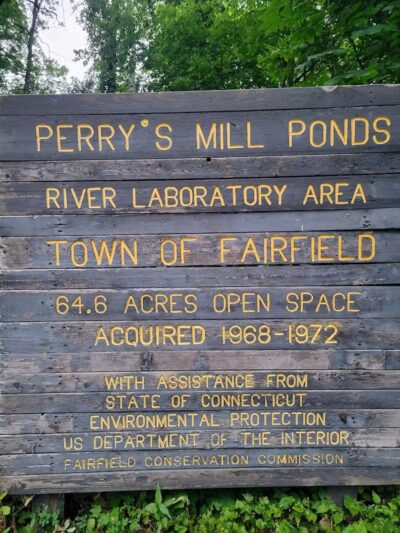 PERRY'S MILL PONDS
RIVER LABORATORY AREA
TOWN OF FAIRFIELD
64.6 ACRES OPEN SPACE
ACQUIRED 1968-1972
WITH ASSISTANCE FROM
STATE OF CONNECTICUT
ENVIRONMENTAL PROTECTION
US DEPARTMENT OF THE INTERIOR
FAIRFIELD CONSERVATION COMMISSION